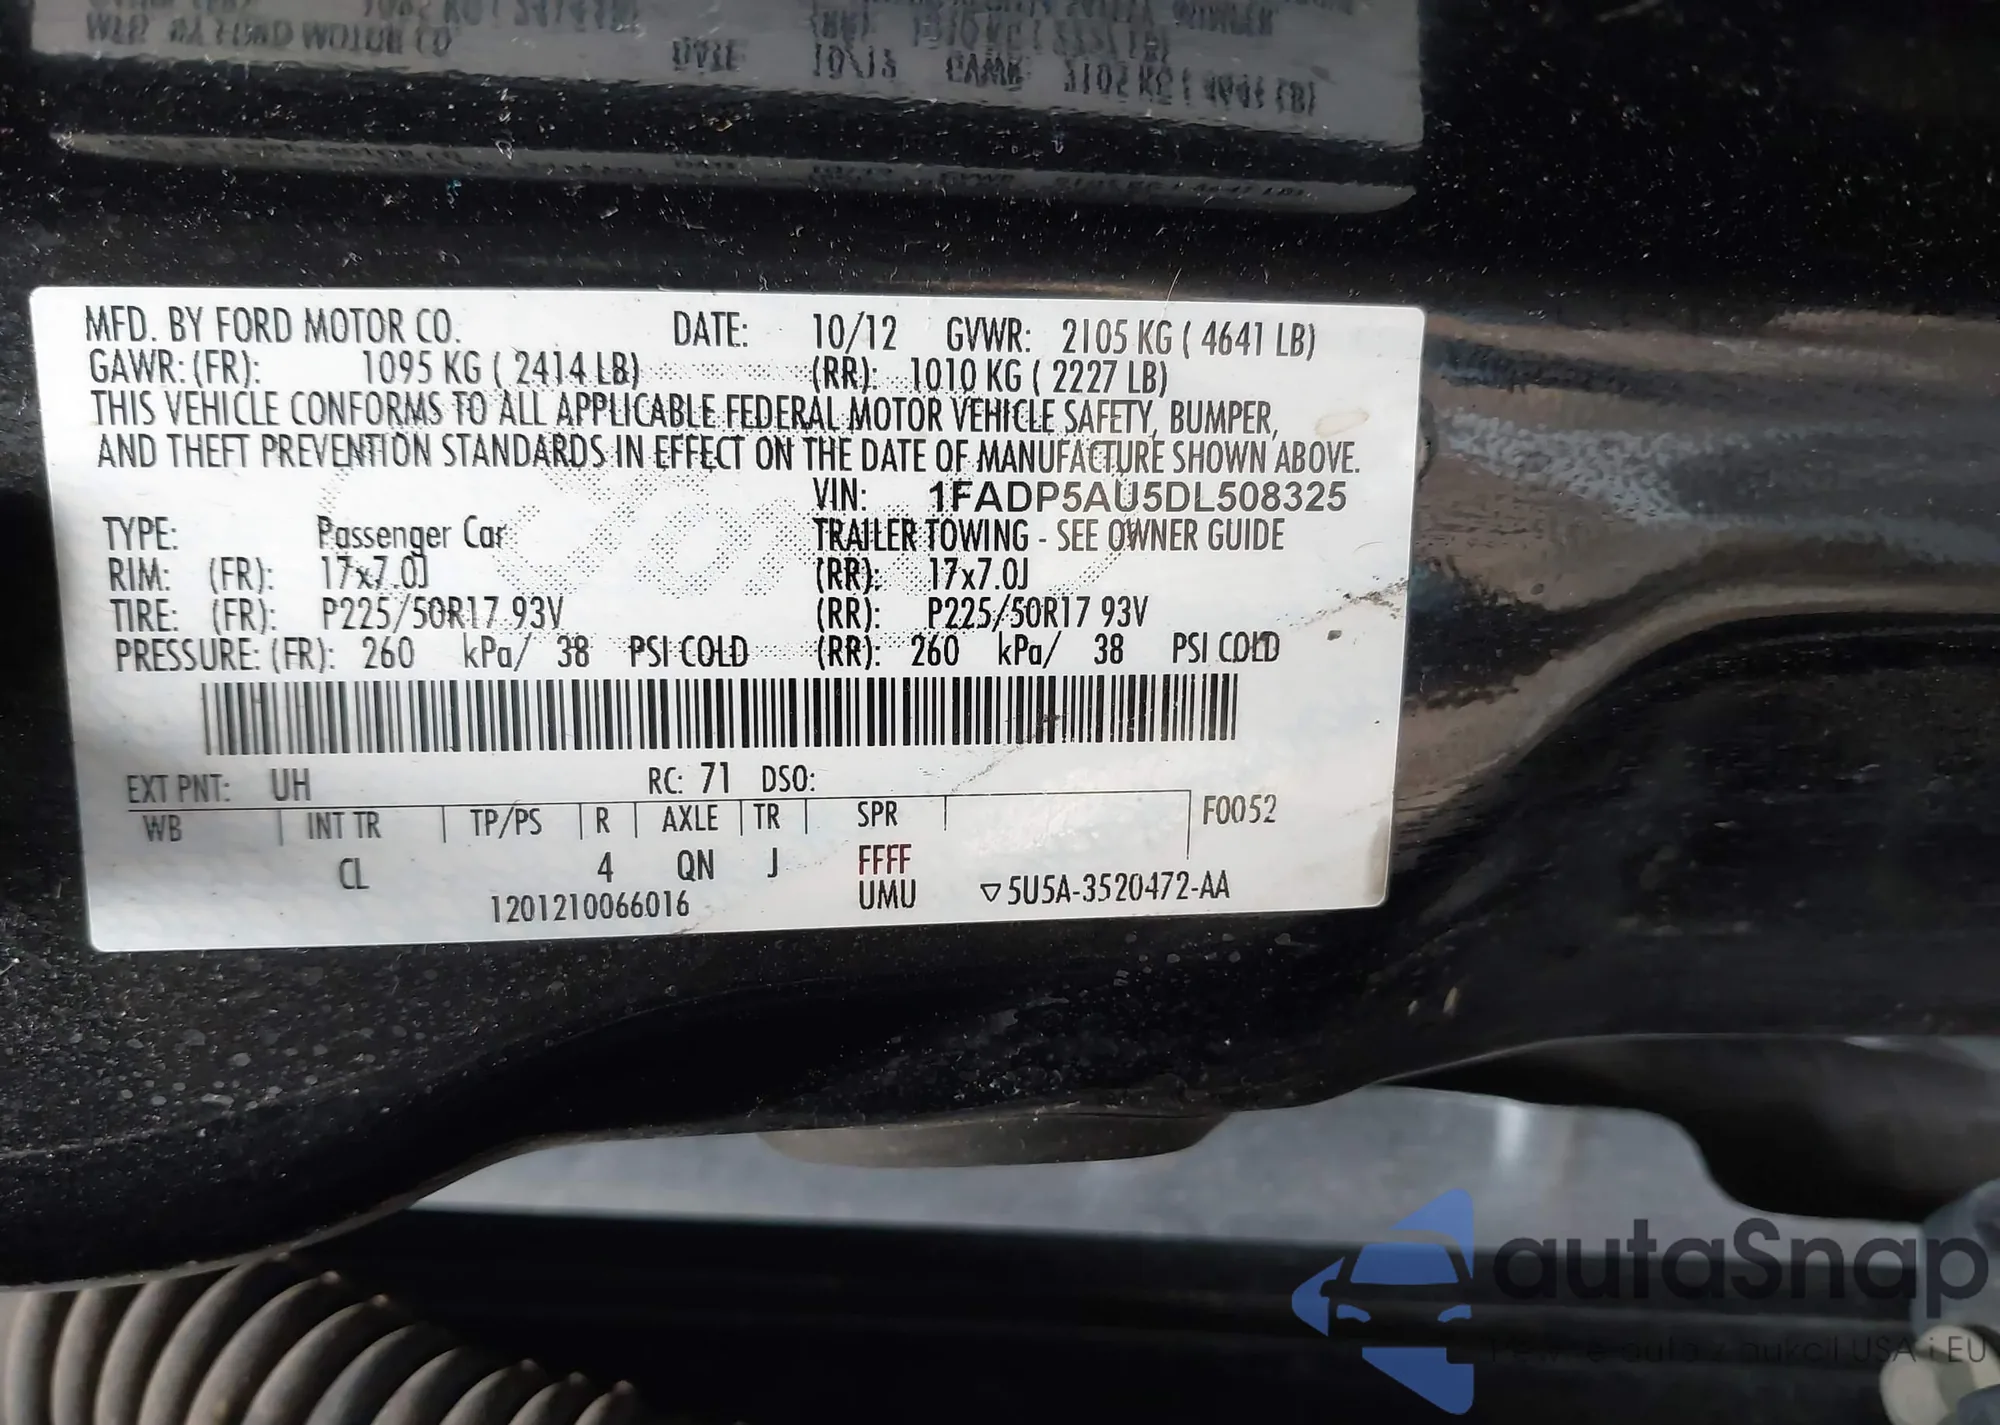 MFD. BY FORD MOTOR CO. DATE: 10/12 GVWR: 2105 KG ( 4641 LB)
GAWR: (FR): 1095 KG ( 2414 LB) (RR): 1010 KG ( 2227 LB)
THIS VEHICLE CONFORMS TO ALL APPLICABLE FEDERAL MOTOR VEHICLE SAFETY, BUMPER,
AND THEFT PREVENTION STANDARDS IN EFFECT ON THE DATE OF MANUFACTURE SHOWN ABOVE.
VIN: 1FADP5AU5DL508325
TYPE: Passenger Car TRAILER TOWING - SEE OWNER GUIDE
RIM: (FR): 17x7.0J (RR): 17x7.0J
TIRE: (FR): P225/50R17 93V (RR): P225/50R17 93V
PRESSURE: (FR): 260 kPa/ 38 PSI COLD (RR): 260 kPa/ 38 PSI COLD
EXT PNT: UH RC: 71 DSO:
WB INT TR TP/PS R AXLE TR SPR F0052
CL 4 QN J FFFF
1201210066016 UMU ▽5U5A-3520472-AA
autaSnap
auto z aukcji USA i EU